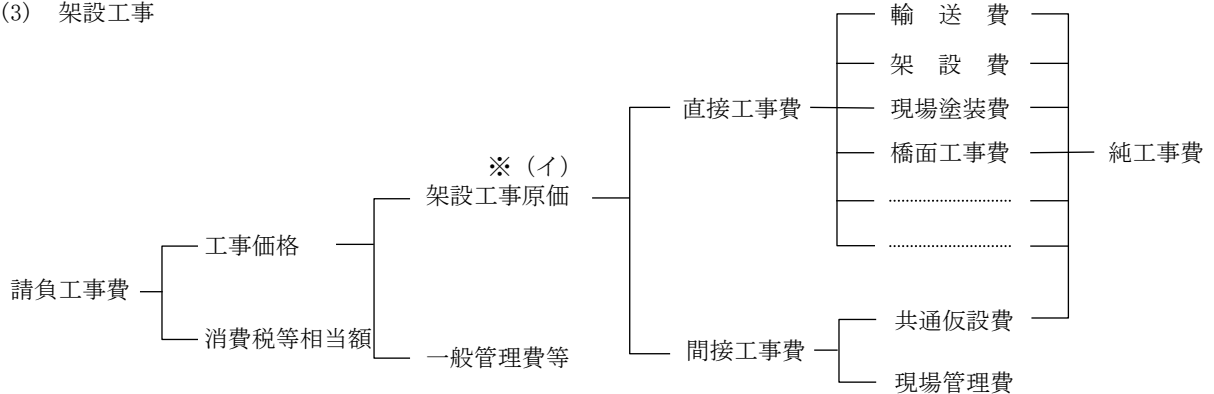 (3)　架設工事
輸　送　費
架　設　費
直接工事費
現場塗装費
※（イ）
橋面工事費
純工事費
架設工事原価
..............................
工事価格
..............................
請負工事費
共通仮設費
消費税等相当額
一般管理費等
間接工事費
現場管理費